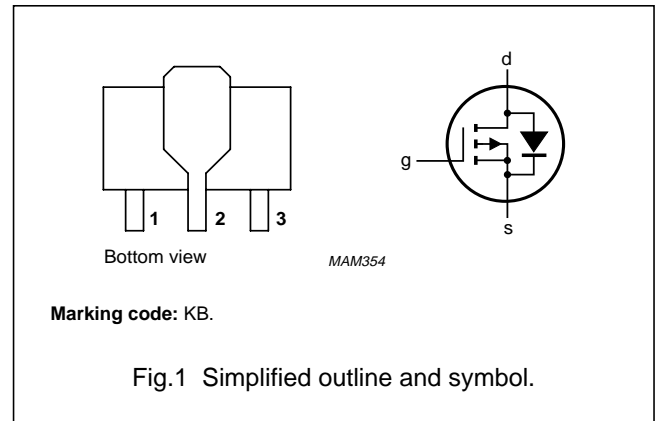 d
g
s
1 2 3
Bottom view
MAM354
Marking code: KB.
Fig.1 Simplified outline and symbol.